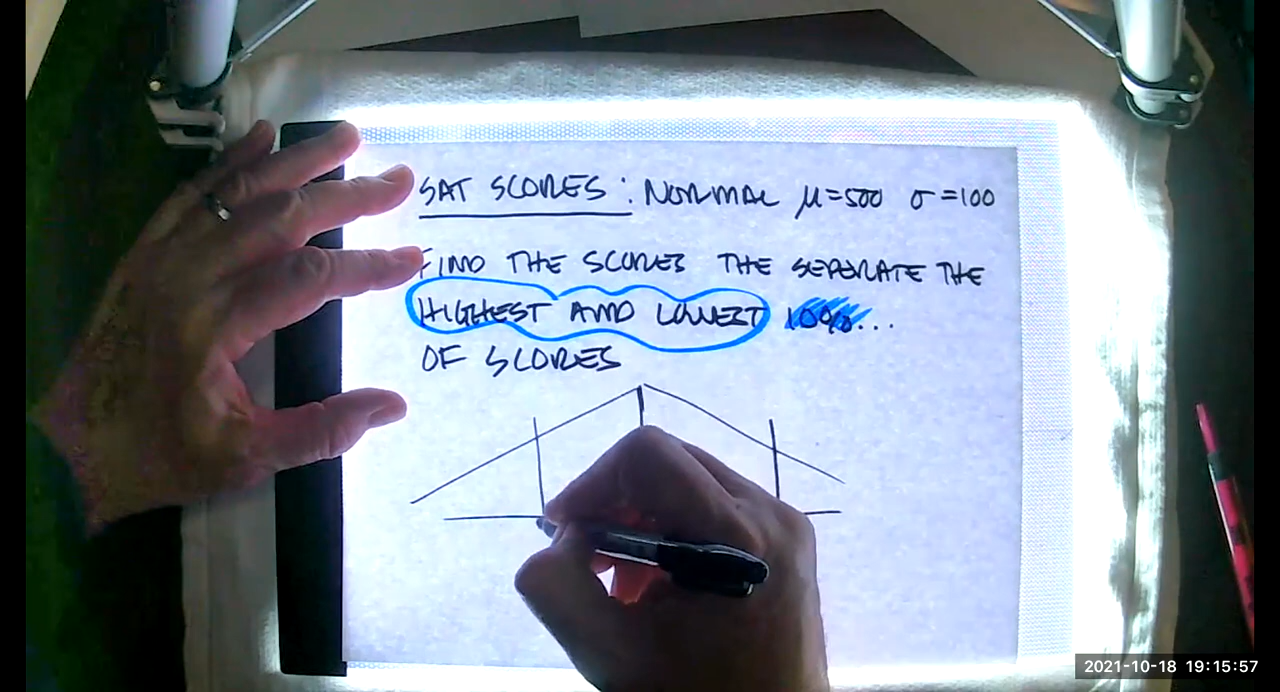 SAT SCORES: NORMAL μ=500 σ=100
FIND THE SCORES THE SEPERATE THE
HIGHEST AND LOWEST 10%...
OF SCORES
2021-10-18 19:15:57